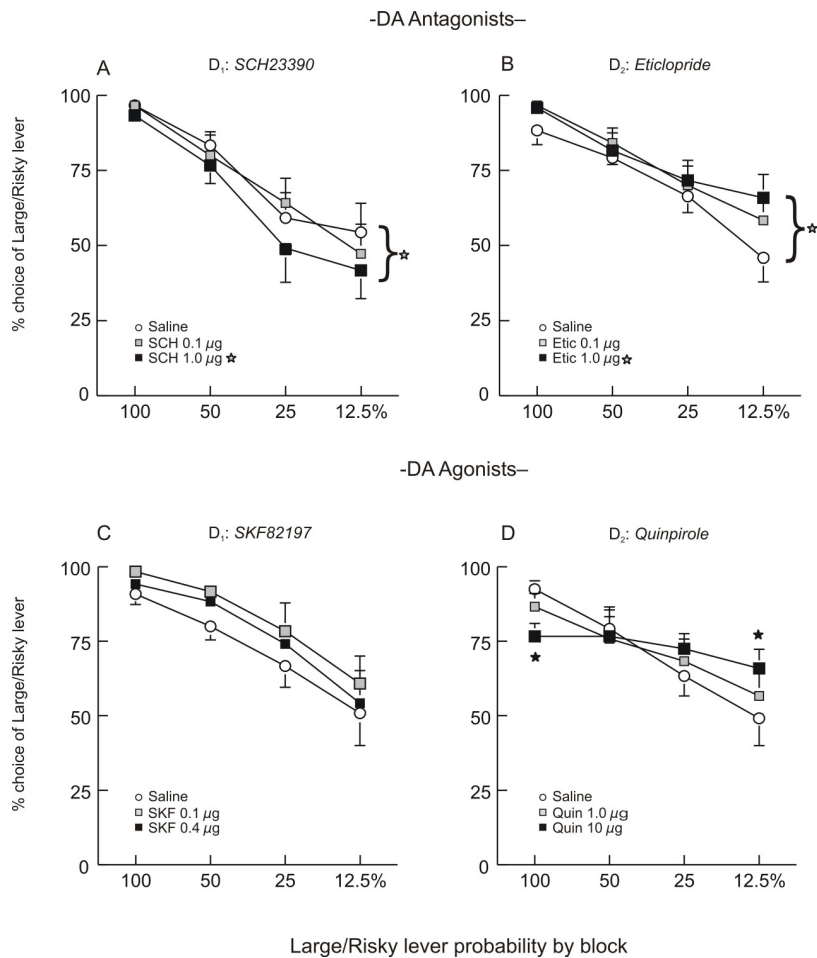 -DA Antagonists–
A
D1: SCH23390
B
D2: Eticlopride
% choice of Large/Risky lever
100
75
50
25
0
Saline
SCH 0.1 µg
SCH 1.0 µg ☆
☆
100 50 25 12.5%
100
75
50
25
0
Saline
Etic 0.1 µg
Etic 1.0 µg☆
☆
100 50 25 12.5%
-DA Agonists–
C
D1: SKF82197
D
D2: Quinpirole
% choice of Large/Risky lever
100
75
50
25
0
Saline
SKF 0.1 µg
SKF 0.4 µg
100 50 25 12.5%
100
75
50
25
0
★
★
Saline
Quin 1.0 µg
Quin 10 µg
100 50 25 12.5%
Large/Risky lever probability by block